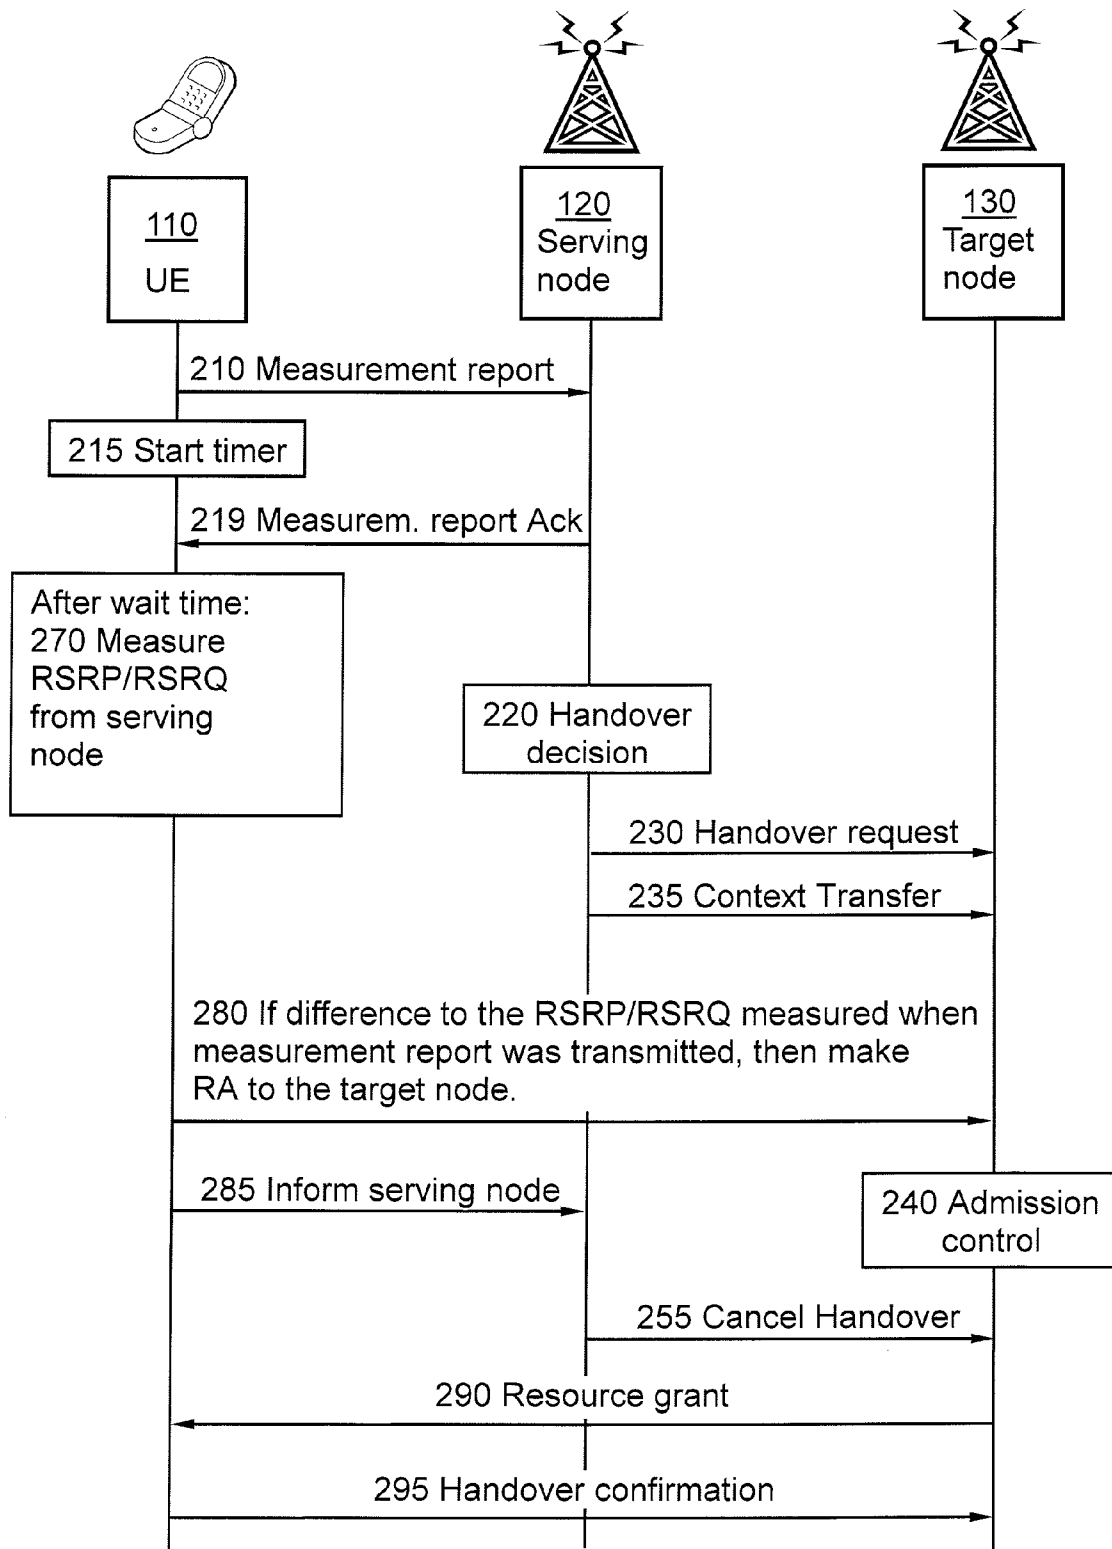 110
UE
120
Serving
node
130
Target
node
210 Measurement report
215 Start timer
219 Measurem. report Ack
After wait time:
270 Measure
RSRP/RSRQ
from serving
node
220 Handover
decision
230 Handover request
235 Context Transfer
280 If difference to the RSRP/RSRQ measured when
measurement report was transmitted, then make
RA to the target node.
285 Inform serving node
240 Admission
control
255 Cancel Handover
290 Resource grant
295 Handover confirmation